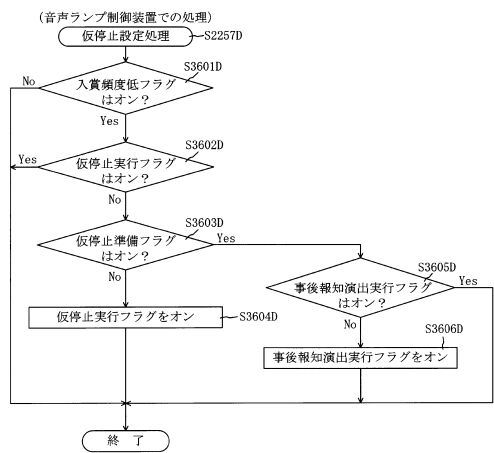 (音声ランプ制御装置での処理)
仮停止設定処理 S2257D
S3601D
No
入賞頻度低フラグ
はオン?
Yes
S3602D
Yes
仮停止実行フラグ
はオン?
No
S3603D
仮停止準備フラグ
はオン?
Yes
No
S3605D
事後報知演出実行フラグ
はオン?
Yes
No
仮停止実行フラグをオン S3604D
S3606D
事後報知演出実行フラグをオン
終 了